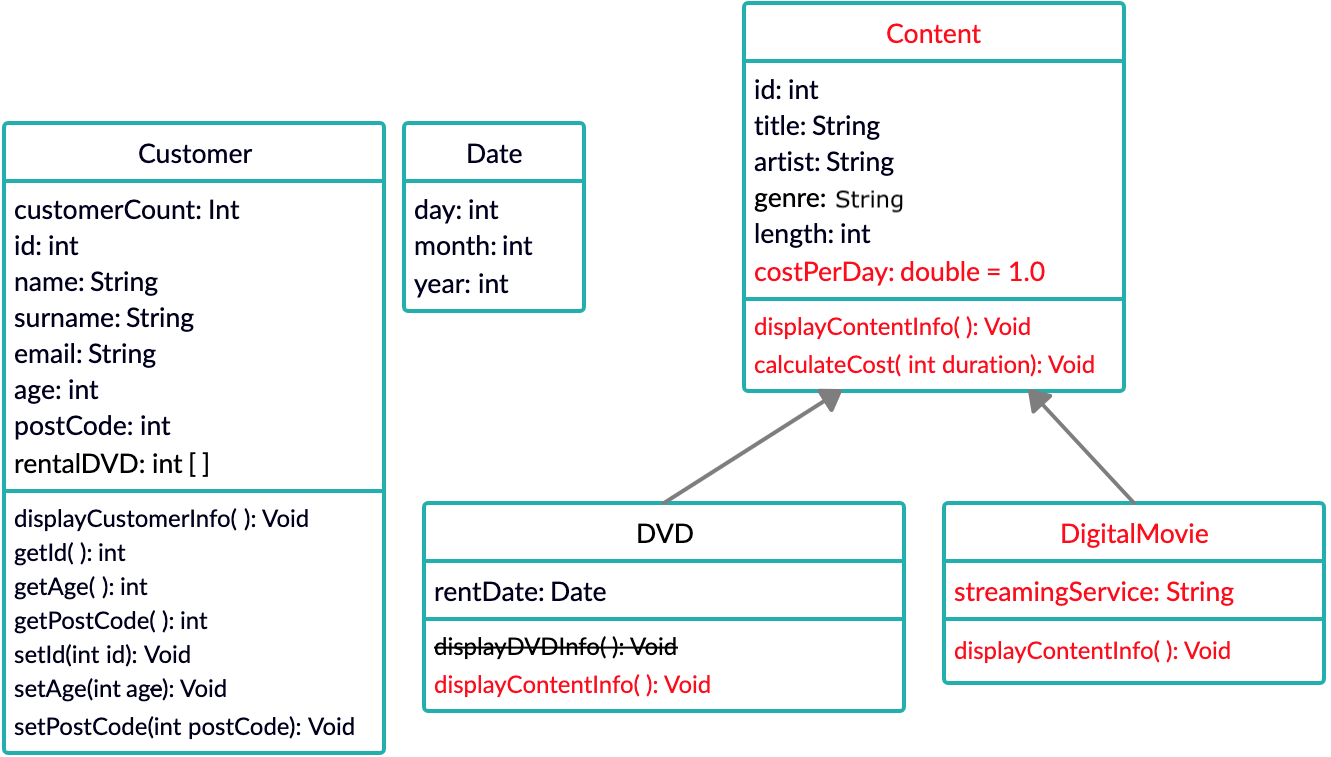 Content
id: int
title: String
artist: String
genre: String
length: int
costPerDay: double = 1.0
displayContentInfo( ): Void
calculateCost( int duration): Void
Customer
customerCount: Int
id: int
name: String
surname: String
email: String
age: int
postCode: int
rentalDVD: int [ ]
displayCustomerInfo( ): Void
getId( ): int
getAge( ): int
getPostCode( ): int
setId(int id): Void
setAge(int age): Void
setPostCode(int postCode): Void
Date
day: int
month: int
year: int
DVD
rentDate: Date
displayDVDInfo( ): Void
displayContentInfo( ): Void
DigitalMovie
streamingService: String
displayContentInfo( ): Void